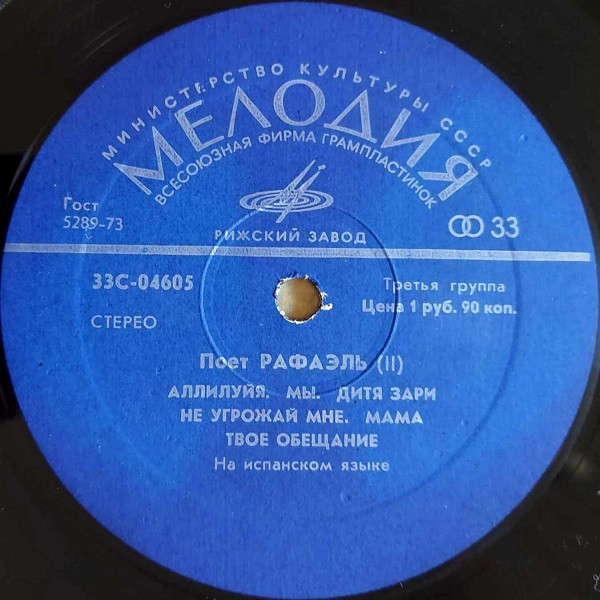 МИНИСТЕРСТВО КУЛЬТУРЫ СССР
МЕЛОДИЯ
ВСЕСОЮЗНАЯ ФИРМА ГРАМПЛАСТИНОК
Гост
5289-73
РИЖСКИЙ ЗАВОД
33
33С-04605
Третья группа
Цена 1 руб. 90 коп.
СТЕРЕО
Поет РАФАЭЛЬ (II)
АЛЛИЛУЙЯ. МЫ. ДИТЯ ЗАРИ
НЕ УГРОЖАЙ МНЕ. МАМА
ТВОЕ ОБЕЩАНИЕ
На испанском языке